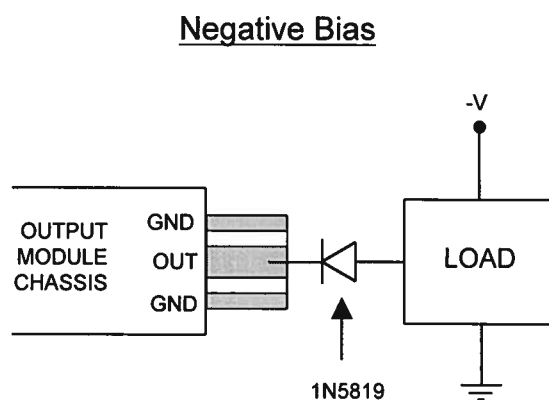 Negative Bias
-V
OUTPUT
MODULE
CHASSIS
GND
OUT
GND
LOAD
1N5819